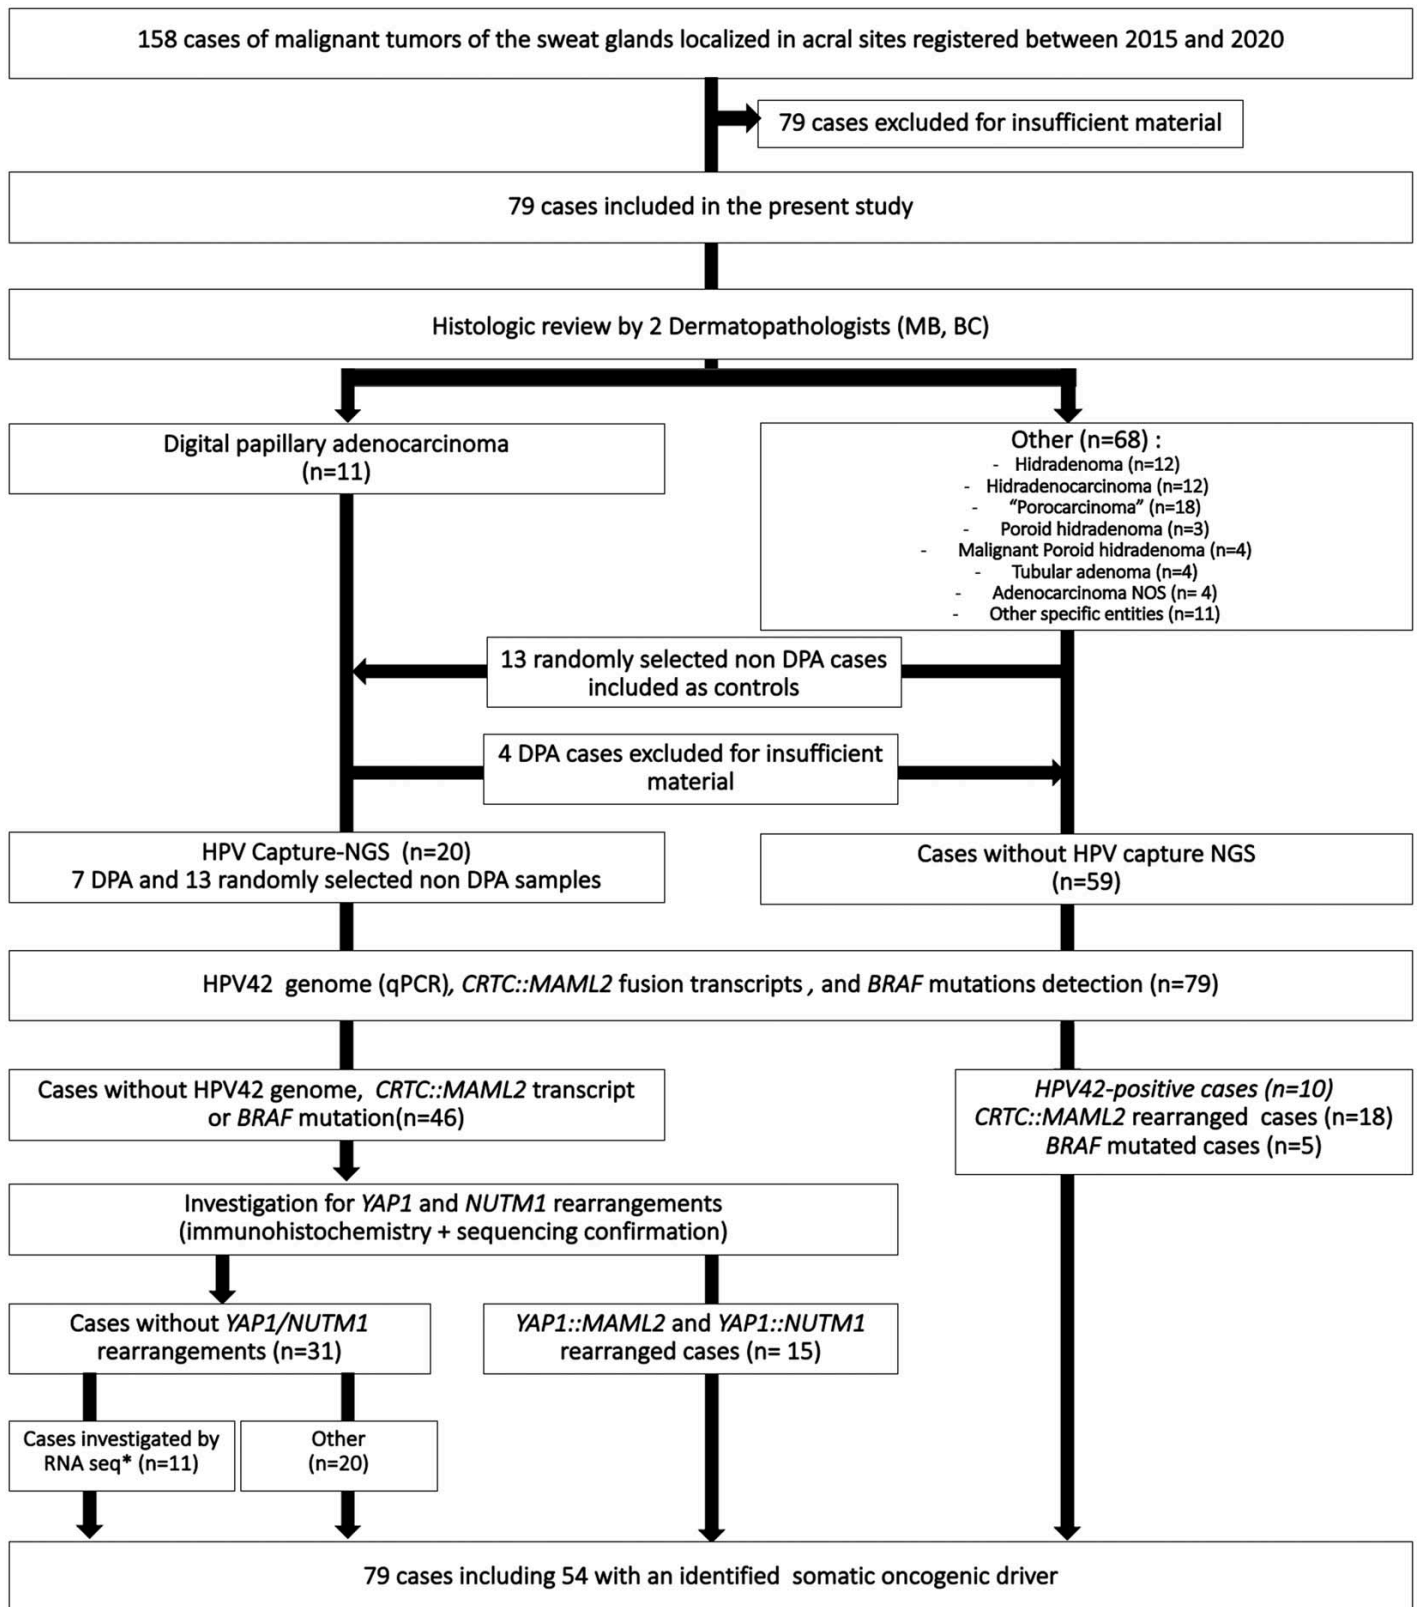 158 cases of malignant tumors of the sweat glands localized in acral sites registered between 2015 and 2020
79 cases excluded for insufficient material
79 cases included in the present study
Histologic review by 2 Dermatopathologists (MB, BC)
Digital papillary adenocarcinoma
(n=11)
Other (n=68) :
- Hidradenoma (n=12)
- Hidradenocarcinoma (n=12)
- “Porocarcinoma” (n=18)
- Poroid hidradenoma (n=3)
- Malignant Poroid hidradenoma (n=4)
- Tubular adenoma (n=4)
- Adenocarcinoma NOS (n= 4)
- Other specific entities (n=11)
13 randomly selected non DPA cases
included as controls
4 DPA cases excluded for insufficient
material
HPV Capture-NGS (n=20)
7 DPA and 13 randomly selected non DPA samples
Cases without HPV capture NGS
(n=59)
HPV42 genome (qPCR), CRTC::MAML2 fusion transcripts , and BRAF mutations detection (n=79)
Cases without HPV42 genome, CRTC::MAML2 transcript
or BRAF mutation(n=46)
HPV42-positive cases (n=10)
CRTC::MAML2 rearranged cases (n=18)
BRAF mutated cases (n=5)
Investigation for YAP1 and NUTM1 rearrangements
(immunohistochemistry + sequencing confirmation)
Cases without YAP1/NUTM1
rearrangements (n=31)
YAP1::MAML2 and YAP1::NUTM1
rearranged cases (n= 15)
Cases investigated by
RNA seq* (n=11)
Other
(n=20)
79 cases including 54 with an identified somatic oncogenic driver